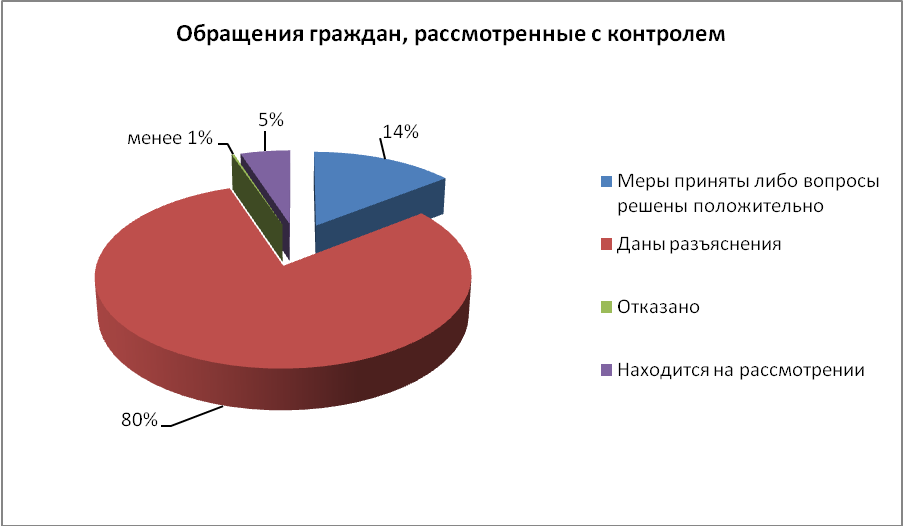 Обращения граждан, рассмотренные с контролем
менее 1%
5%
14%
80%
Меры приняты либо вопросы
решены положительно
Даны разъяснения
Отказано
Находится на рассмотрении